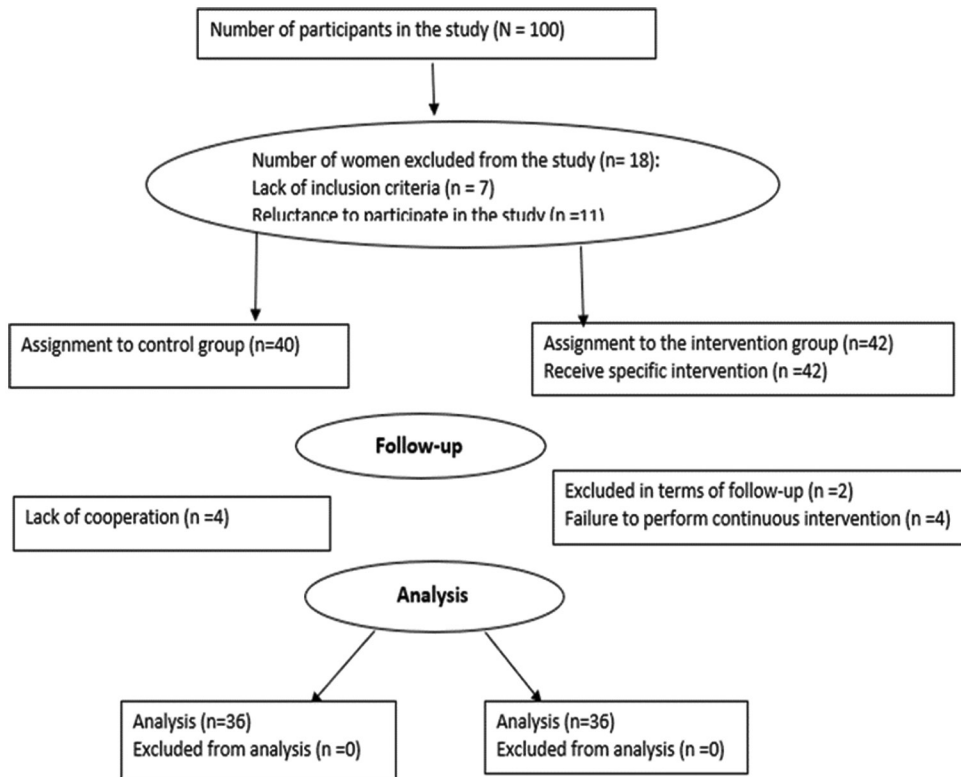 Number of participants in the study (N = 100)
Number of women excluded from the study (n= 18):
Lack of inclusion criteria (n = 7)
Reluctance to participate in the study (n =11)
Assignment to control group (n=40)
Assignment to the intervention group (n=42)
Receive specific intervention (n =42)
Follow-up
Lack of cooperation (n =4)
Excluded in terms of follow-up (n =2)
Failure to perform continuous intervention (n =4)
Analysis
Analysis (n=36)
Excluded from analysis (n =0)
Analysis (n=36)
Excluded from analysis (n =0)